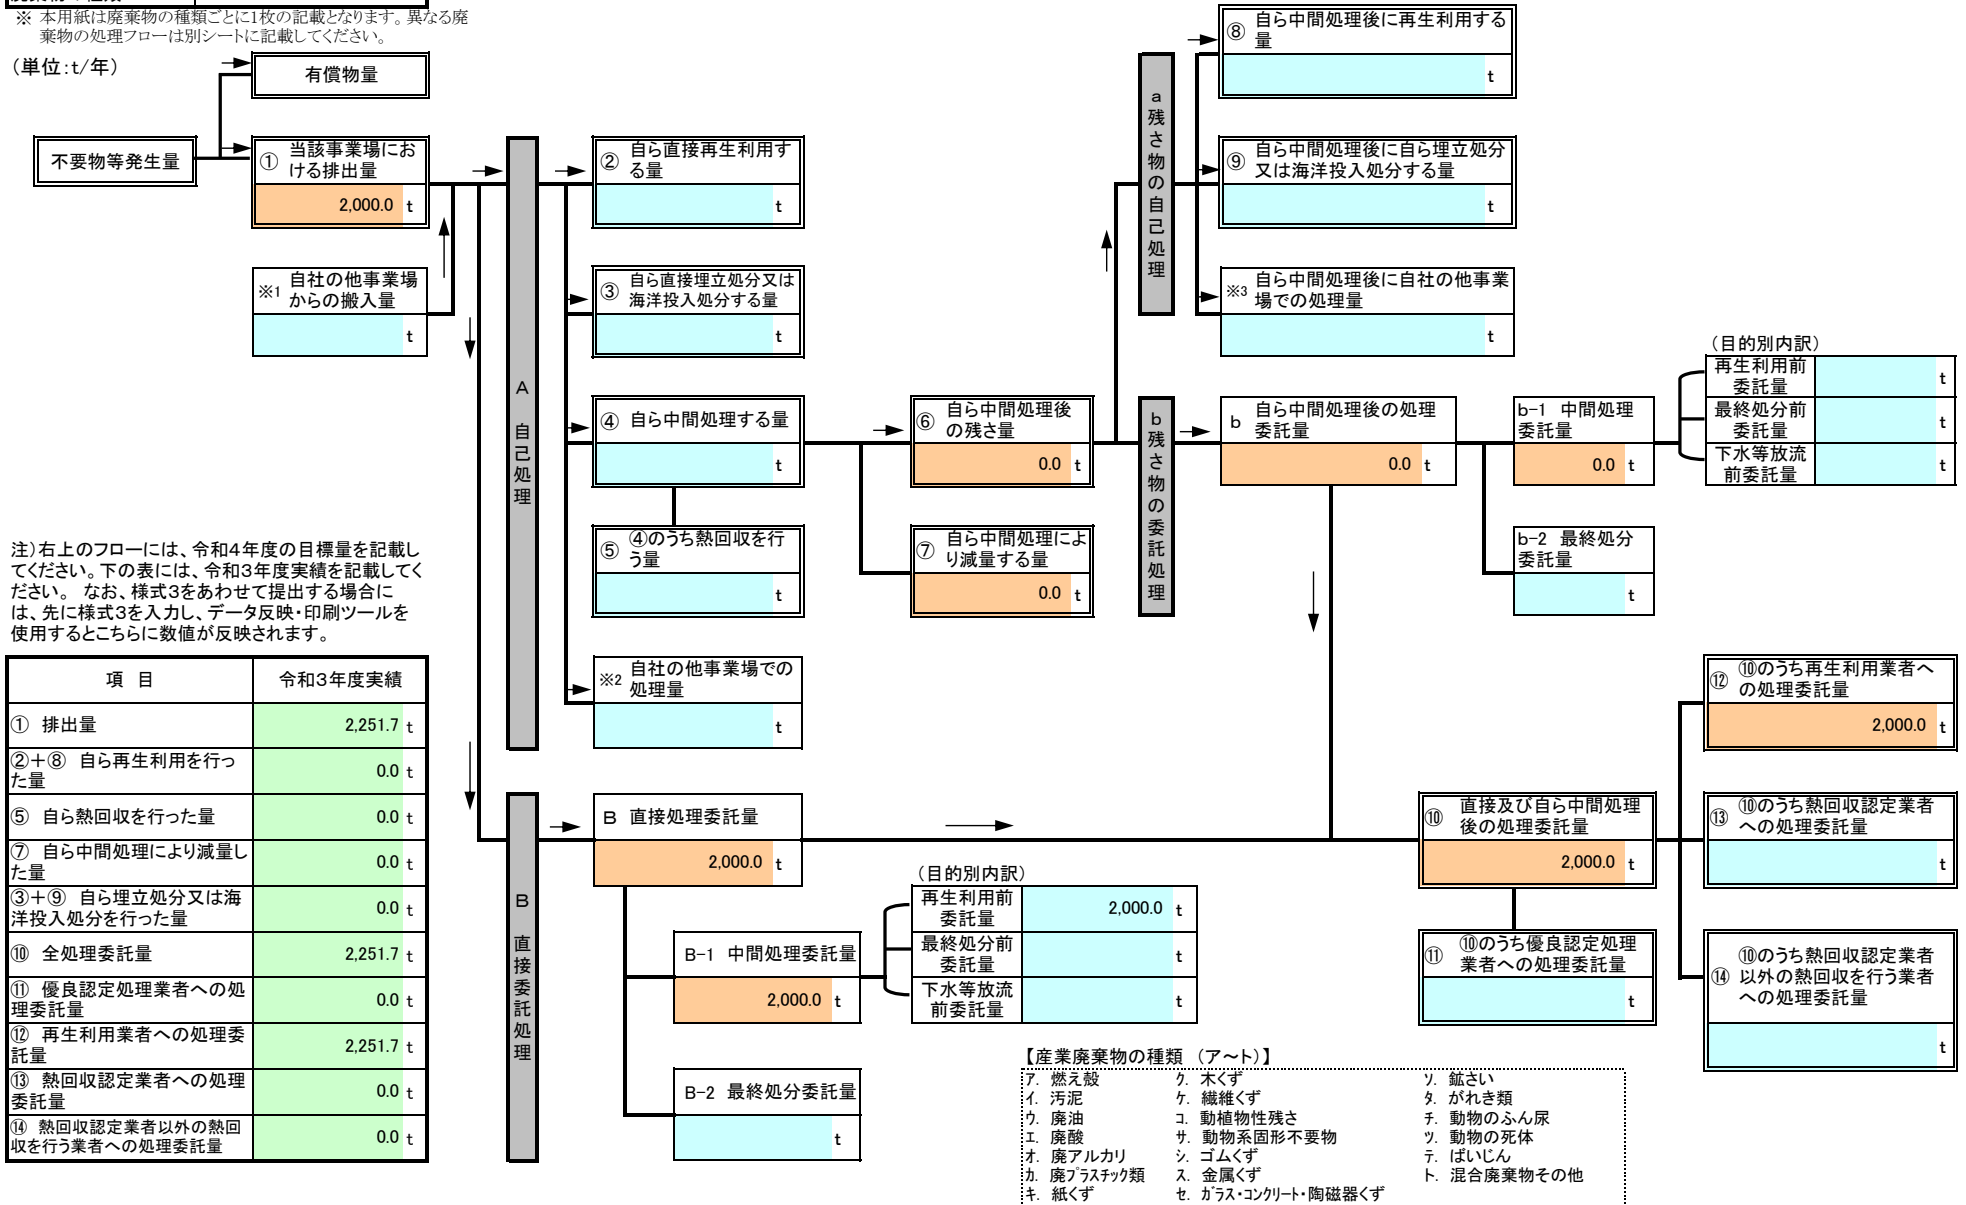 ※ 本用紙は廃棄物の種類ごとに1枚の記載となります。異なる廃
棄物の処理フローは別シートに記載してください。
(単位:t/年)
有償物量
不要物等発生量
① 当該事業場にお
ける排出量
2,000.0 t
※1 自社の他事業場
からの搬入量
t
A 自己処理
② 自ら直接再生利用す
る量
t
③ 自ら直接埋立処分又は
海洋投入処分する量
t
④ 自ら中間処理する量
t
⑤ ④のうち熱回収を行
う量
t
※2 自社の他事業場での
処理量
t
⑥ 自ら中間処理後
の残さ量
0.0 t
⑦ 自ら中間処理によ
り減量する量
0.0 t
a 残さ物の自己処理
⑧ 自ら中間処理後に再生利用する
量
t
⑨ 自ら中間処理後に自ら埋立処分
又は海洋投入処分する量
t
※3 自ら中間処理後に自社の他事業
場での処理量
t
b 残さ物の委託処理
b 自ら中間処理後の処理
委託量
0.0 t
b-1 中間処理
委託量
0.0 t
b-2 最終処分
委託量
t
(目的別内訳)
再生利用前
委託量
t
最終処分前
委託量
t
下水等放流
前委託量
t
注)右上のフローには、令和4年度の目標量を記載し
てください。下の表には、令和3年度実績を記載してく
ださい。 なお、様式3をあわせて提出する場合に
は、先に様式3を入力し、データ反映・印刷ツールを
使用するとこちらに数値が反映されます。
項 目 令和3年度実績
① 排出量 2,251.7 t
②+⑧ 自ら再生利用を行っ
た量 0.0 t
⑤ 自ら熱回収を行った量 0.0 t
⑦ 自ら中間処理により減量し
た量 0.0 t
③+⑨ 自ら埋立処分又は海
洋投入処分を行った量 0.0 t
⑩ 全処理委託量 2,251.7 t
⑪ 優良認定処理業者への処
理委託量 0.0 t
⑫ 再生利用業者への処理委
託量 2,251.7 t
⑬ 熱回収認定業者への処理
委託量 0.0 t
⑭ 熱回収認定業者以外の熱回
収を行う業者への処理委託量 0.0 t
B 直接委託処理
B 直接処理委託量
2,000.0 t
B-1 中間処理委託量
2,000.0 t
B-2 最終処分委託量
t
(目的別内訳)
再生利用前
委託量
2,000.0 t
最終処分前
委託量
t
下水等放流
前委託量
t
⑩ 直接及び自ら中間処理
後の処理委託量
2,000.0 t
⑪ ⑩のうち優良認定処理
業者への処理委託量
t
⑫ ⑩のうち再生利用業者へ
の処理委託量
2,000.0 t
⑬ ⑩のうち熱回収認定業者
への処理委託量
t
⑭ ⑩のうち熱回収認定業者
以外の熱回収を行う業者
への処理委託量
t
【産業廃棄物の種類 (ア~ト)】
ア. 燃え殻 ク. 木くず ソ. 鉱さい
イ. 汚泥 ケ. 繊維くず タ. がれき類
ウ. 廃油 コ. 動植物性残さ チ. 動物のふん尿
エ. 廃酸 サ. 動物系固形不要物 ツ. 動物の死体
オ. 廃アルカリ シ. ゴムくず テ. ばいじん
カ. 廃プラスチック類 ス. 金属くず ト. 混合廃棄物その他
キ. 紙くず セ. ガラス・コンクリート・陶磁器くず